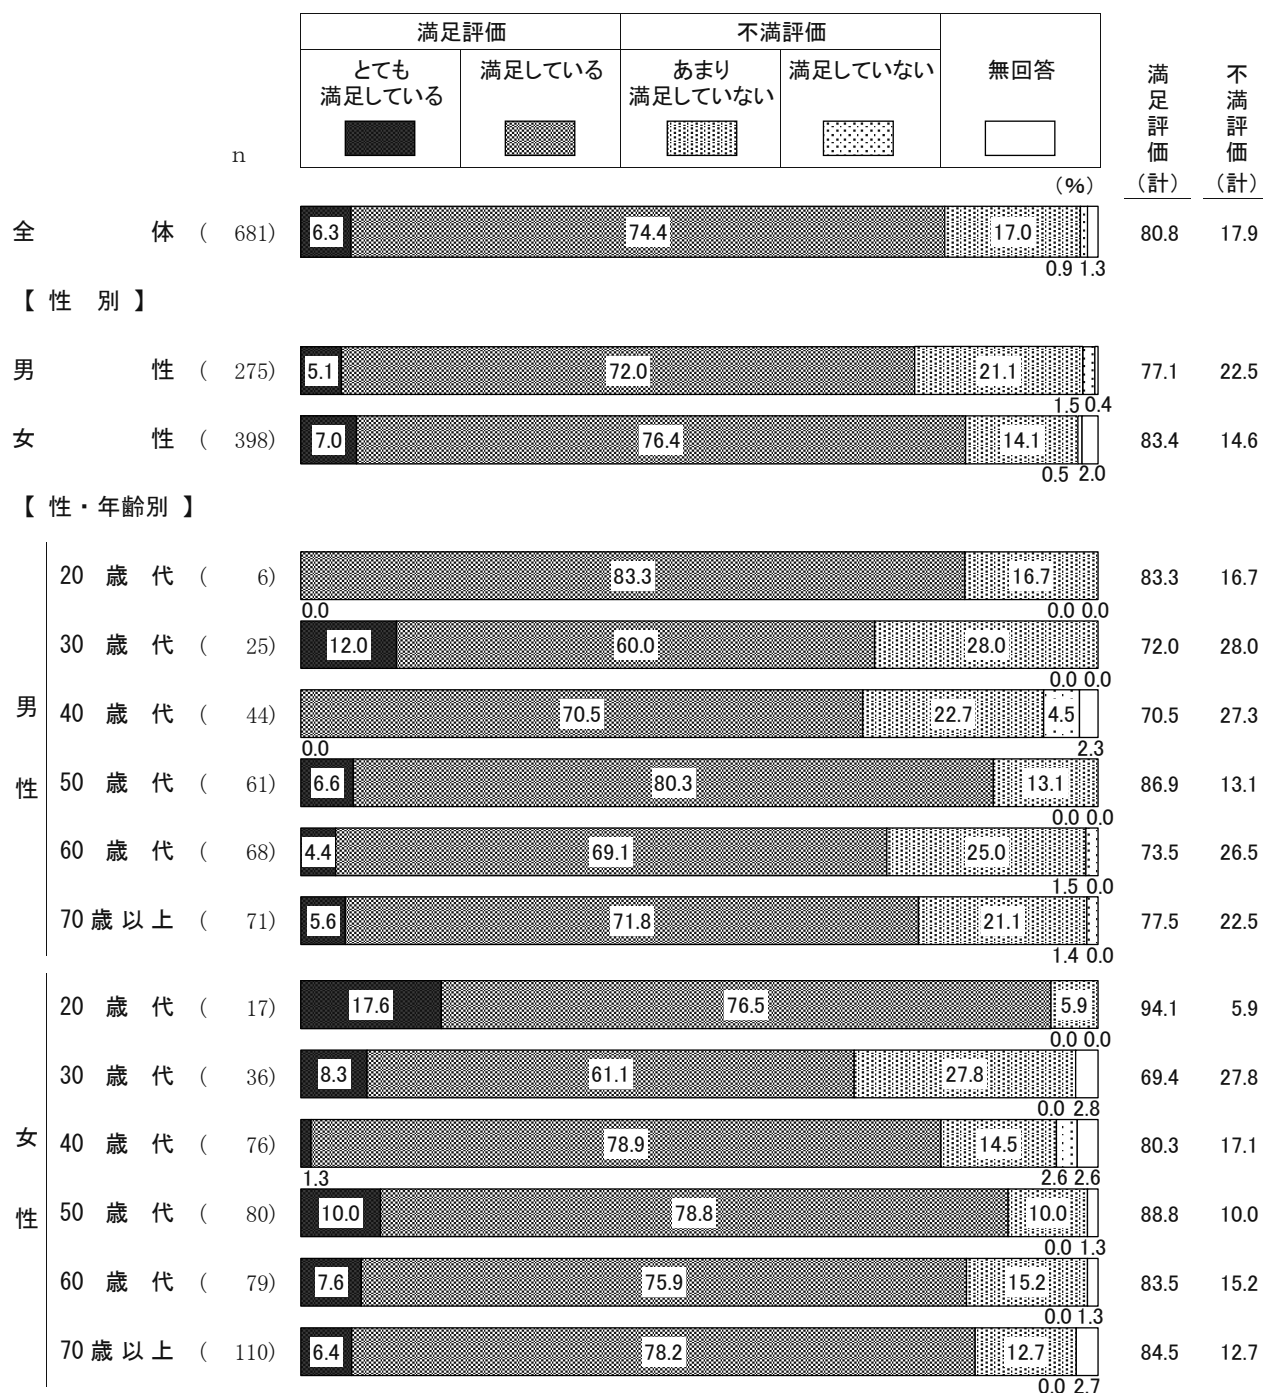 満足評価 不満評価
とても 満足している あまり 満足していない 無回答 満足評価(計) 不満評価(計)
満足している 満足していない
n
(%)
全体 ( 681) 6.3 74.4 17.0 80.8 17.9
0.9 1.3
【 性 別 】
男性 ( 275) 5.1 72.0 21.1 77.1 22.5
1.5 0.4
女性 ( 398) 7.0 76.4 14.1 83.4 14.6
0.5 2.0
【 性・年齢別 】
男性
20 歳 代 ( 6) 83.3 16.7 83.3 16.7
0.0 0.0 0.0
30 歳 代 ( 25) 12.0 60.0 28.0 72.0 28.0
0.0 0.0
40 歳 代 ( 44) 70.5 22.7 4.5 70.5 27.3
0.0 2.3
50 歳 代 ( 61) 6.6 80.3 13.1 86.9 13.1
0.0 0.0
60 歳 代 ( 68) 4.4 69.1 25.0 73.5 26.5
1.5 0.0
70 歳 以 上 ( 71) 5.6 71.8 21.1 77.5 22.5
1.4 0.0
女性
20 歳 代 ( 17) 17.6 76.5 5.9 94.1 5.9
0.0 0.0
30 歳 代 ( 36) 8.3 61.1 27.8 69.4 27.8
0.0 2.8
40 歳 代 ( 76) 78.9 14.5 80.3 17.1
1.3 2.6 2.6
50 歳 代 ( 80) 10.0 78.8 10.0 88.8 10.0
0.0 1.3
60 歳 代 ( 79) 7.6 75.9 15.2 83.5 15.2
0.0 1.3
70 歳 以 上 ( 110) 6.4 78.2 12.7 84.5 12.7
0.0 2.7